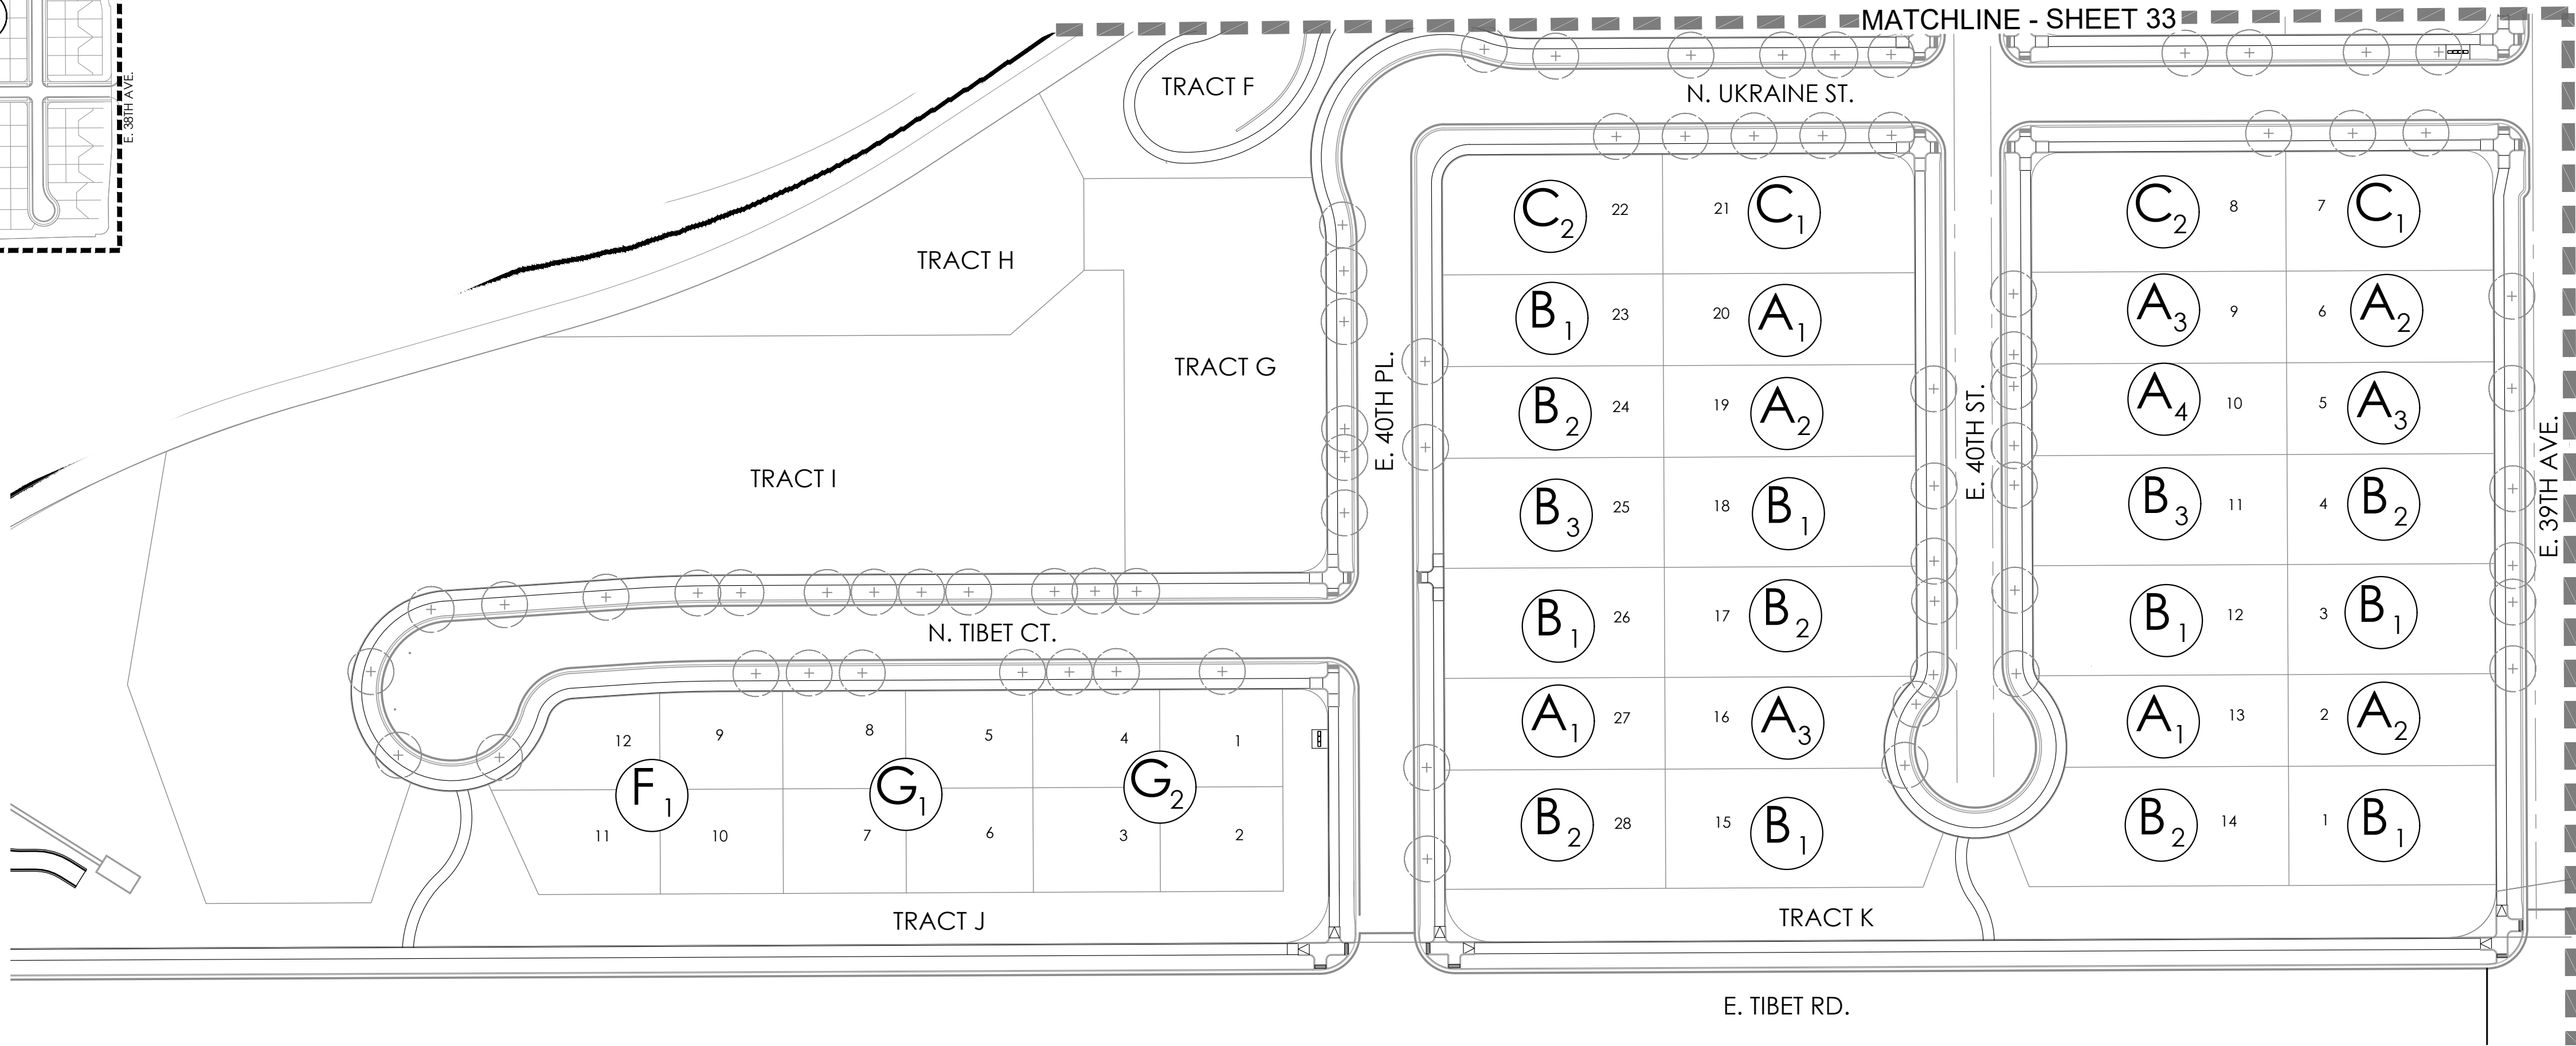 MATCHLINE - SHEET 33
E. 38TH AVE.
TRACT F
N. UKRAINE ST.
C2 22 21 C1
C2 8 7 C1
TRACT H
B1 23 20 A1
A3 9 6 A2
TRACT G
E. 40TH PL.
E. 40TH ST.
E. 39TH AVE.
B2 24 19 A2
A4 10 5 A3
TRACT I
B3 25 18 B1
B3 11 4 B2
N. TIBET CT.
B1 26 17 B2
B1 12 3 B1
A1 27 16 A3
A1 13 2 A2
12 9 8 5 4 1
F1 G1 G2
11 10 7 6 3 2
B2 28 15 B1
B2 14 1 B1
TRACT J
TRACT K
E. TIBET RD.